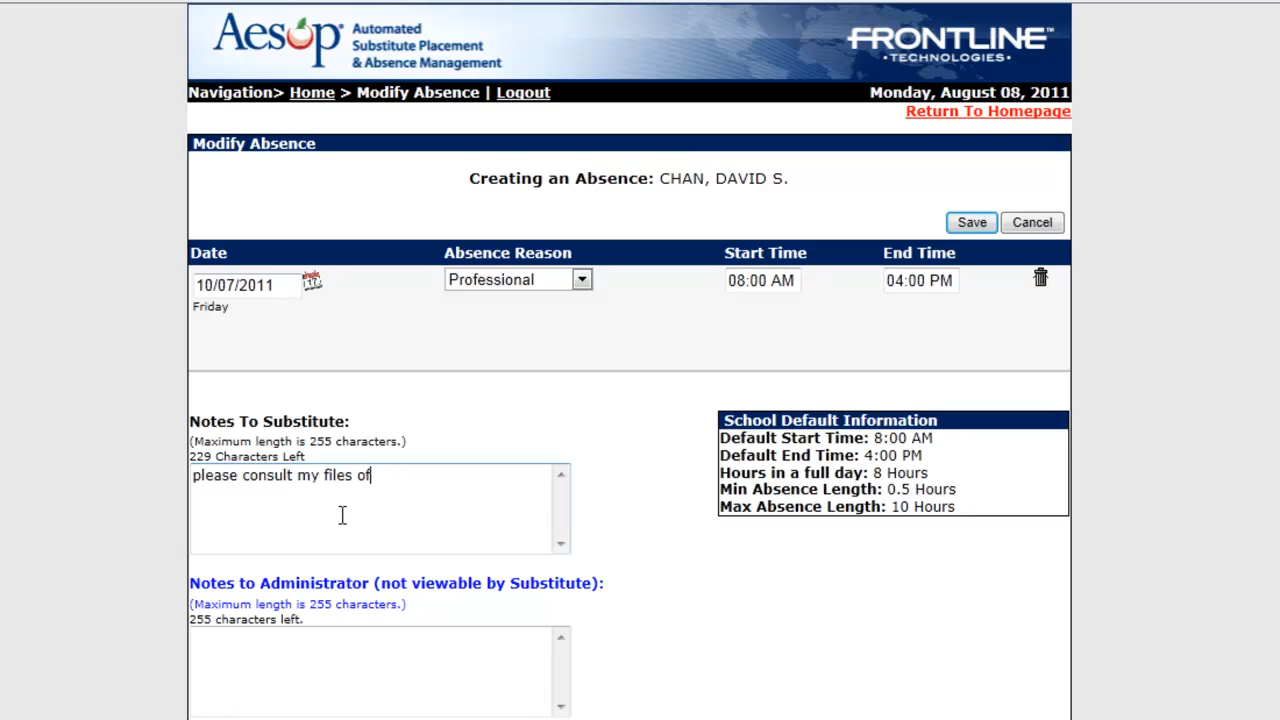 Aesop Automated
Substitute Placement
& Absence Management
FRONTLINE™
•TECHNOLOGIES•
Navigation> Home > Modify Absence | Logout Monday, August 08, 2011
Return To Homepage
Modify Absence
Creating an Absence: CHAN, DAVID S.
Save Cancel
Date Absence Reason Start Time End Time
10/07/2011 17 Professional 08:00 AM 04:00 PM
Friday
Notes To Substitute:
(Maximum length is 255 characters.)
229 Characters Left
please consult my files of
School Default Information
Default Start Time: 8:00 AM
Default End Time: 4:00 PM
Hours in a full day: 8 Hours
Min Absence Length: 0.5 Hours
Max Absence Length: 10 Hours
Notes to Administrator (not viewable by Substitute):
(Maximum length is 255 characters.)
255 characters left.